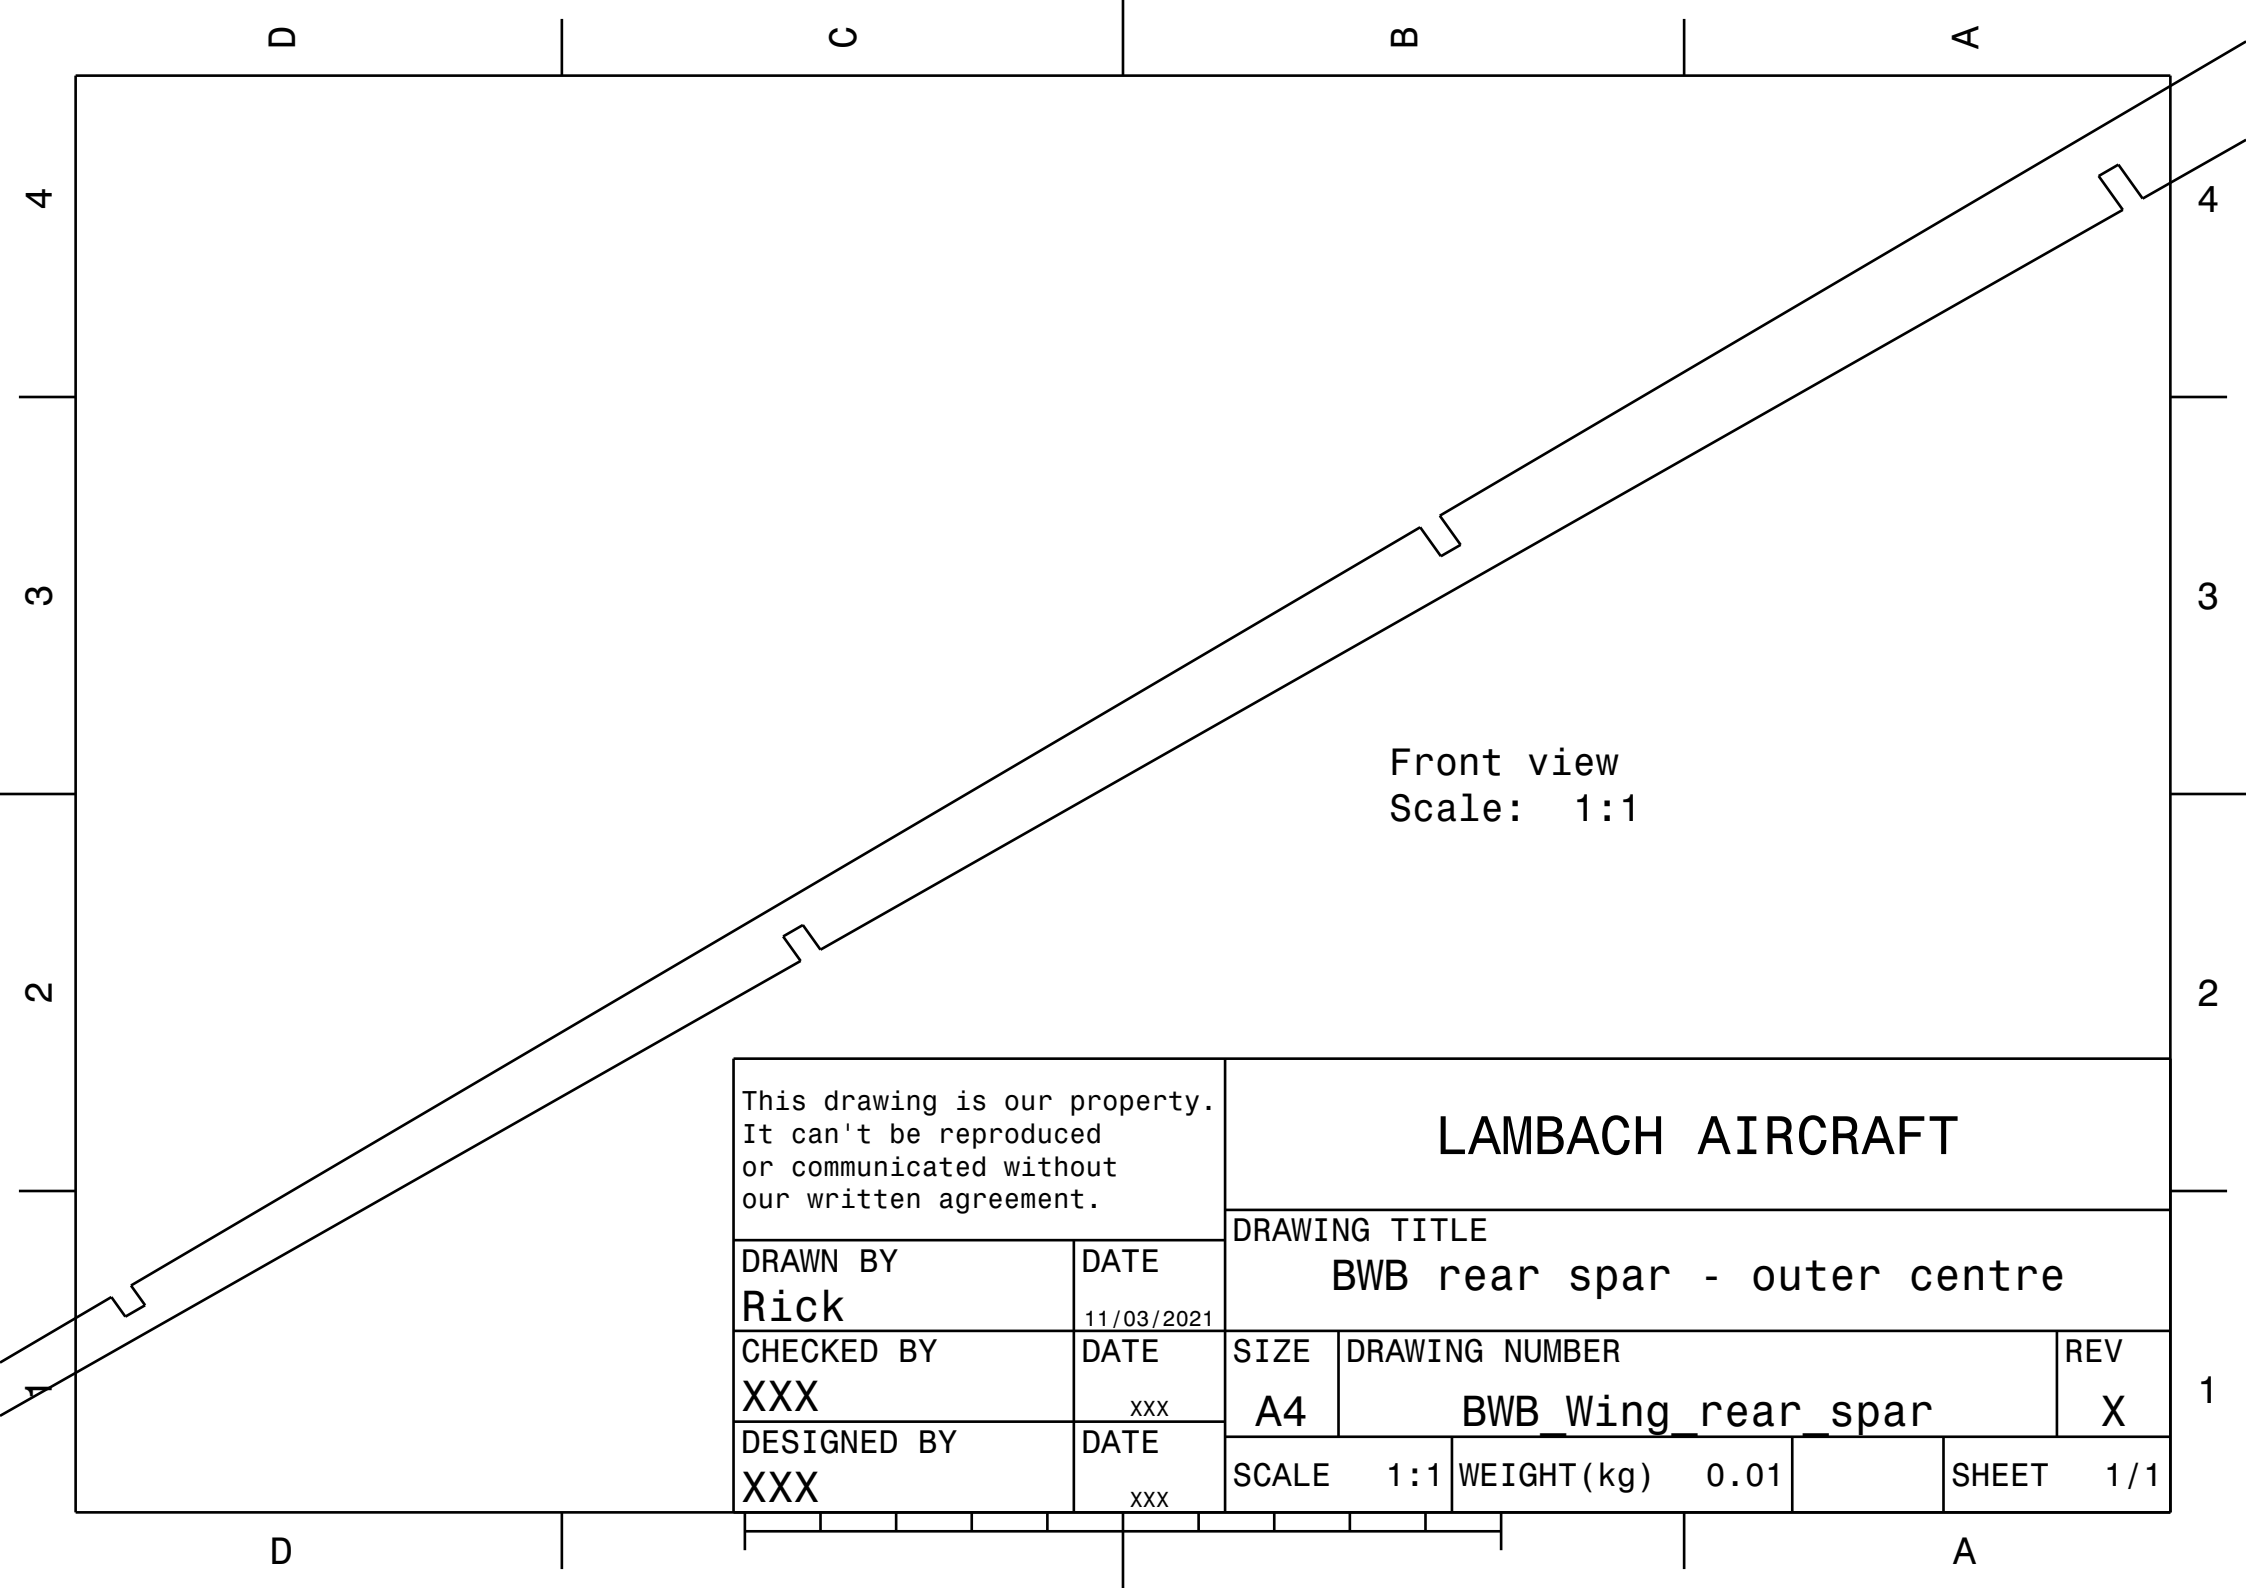 D C B A
4 4
3 3
Front view
Scale: 1:1
2 2
This drawing is our property.
It can't be reproduced
or communicated without
our written agreement.
LAMBACH AIRCRAFT
DRAWING TITLE
BWB rear spar - outer centre
DRAWN BY DATE
Rick 11/03/2021
CHECKED BY DATE
XXX XXX
DESIGNED BY DATE
XXX XXX
SIZE DRAWING NUMBER REV
A4 BWB_Wing_rear_spar X
SCALE 1:1 WEIGHT(kg) 0.01 SHEET 1/1
1 1
D A